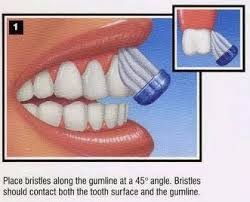 1
Place bristles along the gumline at a 45° angle. Bristles
should contact both the tooth surface and the gumline.